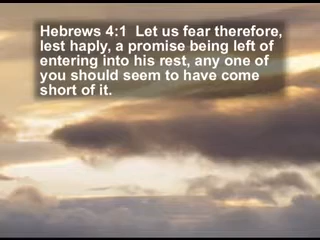 Hebrews 4:1  Let us fear therefore,
lest haply, a promise being left of
entering into his rest, any one of
you should seem to have come
short of it.